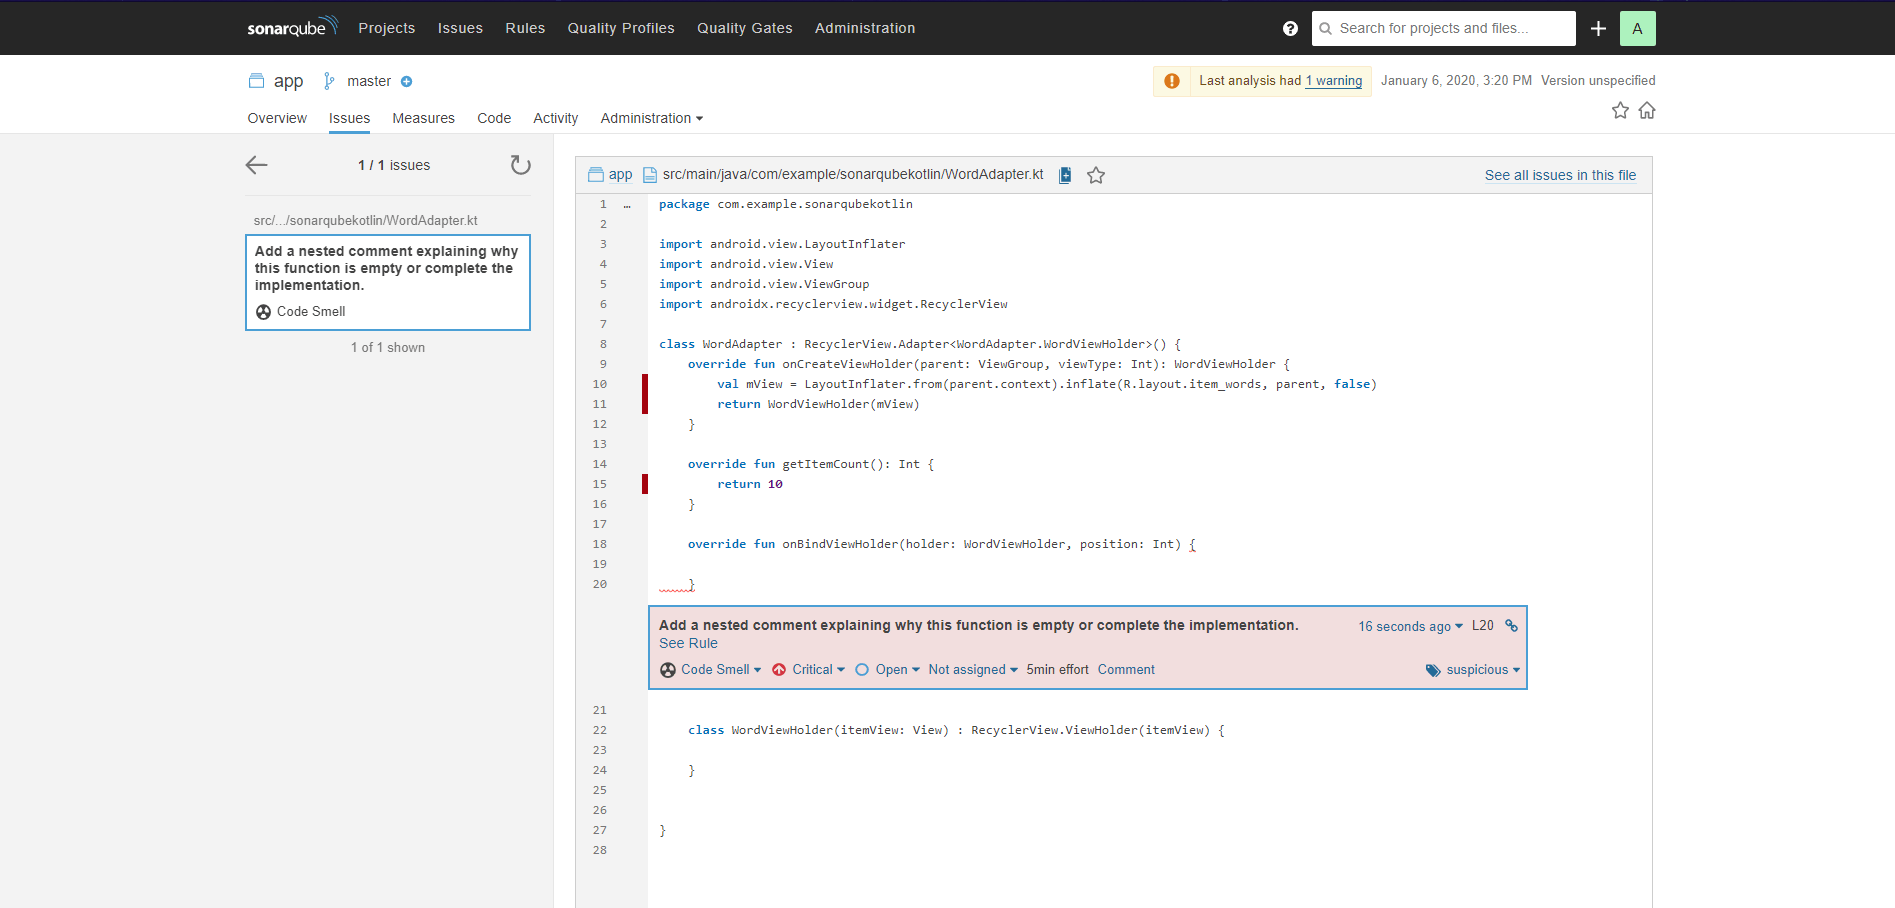 sonarqube Projects Issues Rules Quality Profiles Quality Gates Administration ? Search for projects and files... A
app master Last analysis had 1 warning January 6, 2020, 3:20 PM Version unspecified
Overview Issues Measures Code Activity Administration
1 / 1 issues
src/.../sonarqubekotlin/WordAdapter.kt
Add a nested comment explaining why
this function is empty or complete the
implementation.
Code Smell
1 of 1 shown
app src/main/java/com/example/sonarqubekotlin/WordAdapter.kt See all issues in this file
1 … package com.example.sonarqubekotlin
2
3 import android.view.LayoutInflater
4 import android.view.View
5 import android.view.ViewGroup
6 import androidx.recyclerview.widget.RecyclerView
7
8 class WordAdapter : RecyclerView.Adapter<WordAdapter.WordViewHolder>() {
9 override fun onCreateViewHolder(parent: ViewGroup, viewType: Int): WordViewHolder {
10 val mView = LayoutInflater.from(parent.context).inflate(R.layout.item_words, parent, false)
11 return WordViewHolder(mView)
12 }
13
14 override fun getItemCount(): Int {
15 return 10
16 }
17
18 override fun onBindViewHolder(holder: WordViewHolder, position: Int) {
19
20 }
Add a nested comment explaining why this function is empty or complete the implementation. 16 seconds ago L20
See Rule
Code Smell Critical Open Not assigned 5min effort Comment suspicious
21
22 class WordViewHolder(itemView: View) : RecyclerView.ViewHolder(itemView) {
23
24 }
25
26
27 }
28